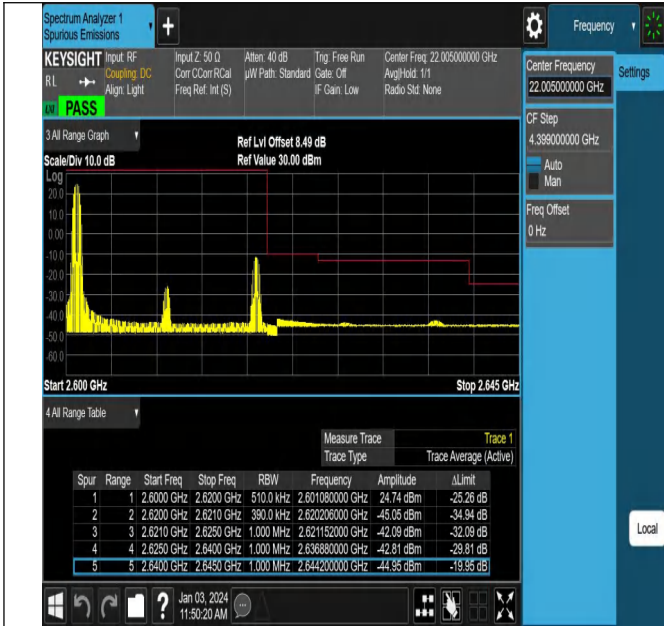 Spectrum Analyzer 1
Spurious Emissions
+
Frequency
KEYSIGHT
RL
Input: RF
Coupling: DC
Align: Light
Input Z: 50 Ω
Corr CCorr RCal
Freq Ref: Int (S)
Atten: 40 dB
µW Path: Standard
Trig: Free Run
Gate: Off
IF Gain: Low
Center Freq: 22.005000000 GHz
Avg|Hold: 1/1
Radio Std: None
PASS
Center Frequency
22.005000000 GHz
Settings
CF Step
4.399000000 GHz
Auto
Man
Freq Offset
0 Hz
3 All Range Graph
Ref Lvl Offset 8.49 dB
Scale/Div 10.0 dB
Ref Value 30.00 dBm
Log
20.0
10.0
0.00
-10.0
-20.0
-30.0
-40.0
-50.0
-60.0
Start 2.600 GHz
Stop 2.645 GHz
4 All Range Table
Measure Trace Trace 1
Trace Type Trace Average (Active)
Spur Range Start Freq Stop Freq RBW Frequency Amplitude ΔLimit
1 1 2.6000 GHz 2.6200 GHz 510.0 kHz 2.601080000 GHz 24.74 dBm -25.26 dB
2 2 2.6200 GHz 2.6210 GHz 390.0 kHz 2.620206000 GHz -45.05 dBm -34.94 dB
3 3 2.6210 GHz 2.6250 GHz 1.000 MHz 2.621152000 GHz -42.09 dBm -32.09 dB
4 4 2.6250 GHz 2.6400 GHz 1.000 MHz 2.636880000 GHz -42.81 dBm -29.81 dB
5 5 2.6400 GHz 2.6450 GHz 1.000 MHz 2.644200000 GHz -44.95 dBm -19.95 dB
Local
?
Jan 03, 2024
11:50:20 AM